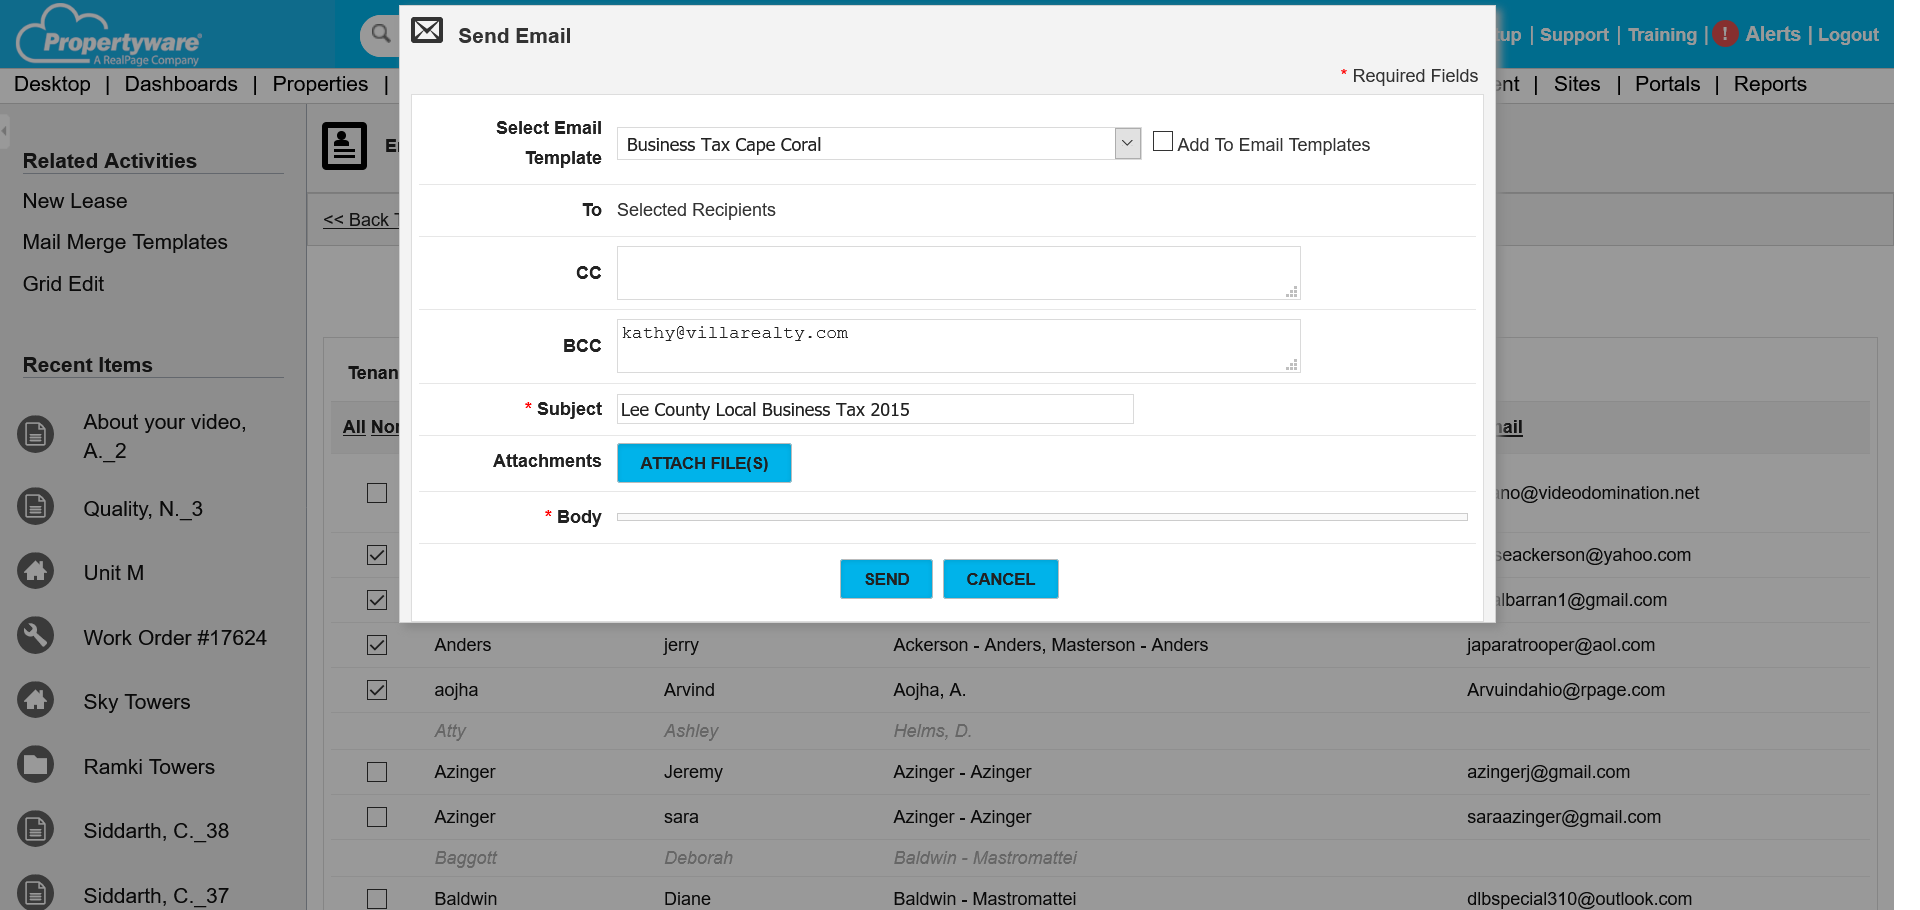 Propertyware®
A RealPage Company
Send Email
| Support | Training | ! Alerts | Logout
* Required Fields
Desktop | Dashboards | Properties |
| Sites | Portals | Reports
Related Activities
New Lease
Mail Merge Templates
Grid Edit
<< Back
Select Email Template
Business Tax Cape Coral
Add To Email Templates
To
Selected Recipients
CC
BCC
kathy@villarealty.com
* Subject
Lee County Local Business Tax 2015
Attachments
ATTACH FILE(S)
* Body
SEND
CANCEL
Recent Items
About your video,
A._2
Quality, N._3
Unit M
Work Order #17624
Sky Towers
Ramki Towers
Siddarth, C._38
Siddarth, C._37
Tenan
All Non
ail
ano@videodomination.net
seackerson@yahoo.com
albarran1@gmail.com
Anders jerry Ackerson - Anders, Masterson - Anders japaratrooper@aol.com
aojha Arvind Aojha, A. Arvuindahio@rpage.com
Atty Ashley Helms, D.
Azinger Jeremy Azinger - Azinger azingerj@gmail.com
Azinger sara Azinger - Azinger saraazinger@gmail.com
Baggott Deborah Baldwin - Mastromattei
Baldwin Diane Baldwin - Mastromattei dlbspecial310@outlook.com